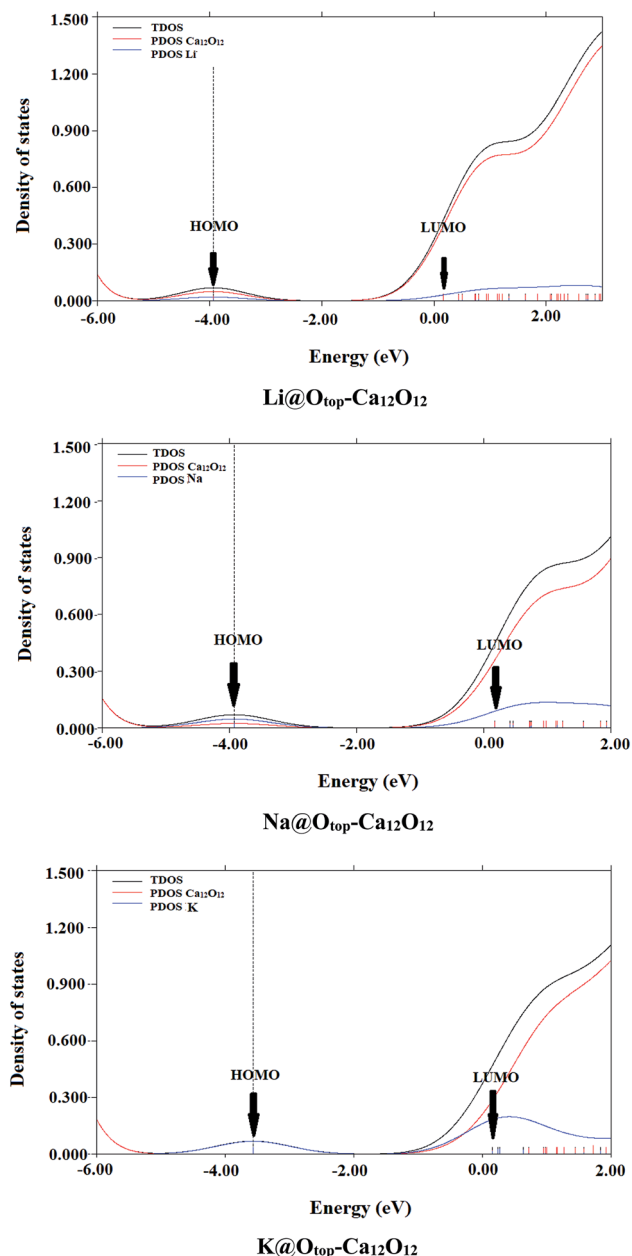 1.500
1.200
0.900
0.600
0.300
0.000
Density of states
TDOS
PDOS Ca₁₂O₁₂
PDOS Li
HOMO
LUMO
-6.00 -4.00 -2.00 0.00 2.00
Energy (eV)
Li@Otop-Ca₁₂O₁₂
1.500
1.200
0.900
0.600
0.300
0.000
Density of states
TDOS
PDOS Ca₁₂O₁₂
PDOS Na
HOMO
LUMO
-6.00 -4.00 -2.00 0.00 2.00
Energy (eV)
Na@Otop-Ca₁₂O₁₂
1.500
1.200
0.900
0.600
0.300
0.000
Density of states
TDOS
PDOS Ca₁₂O₁₂
PDOS K
HOMO
LUMO
-6.00 -4.00 -2.00 0.00 2.00
Energy (eV)
K@Otop-Ca₁₂O₁₂